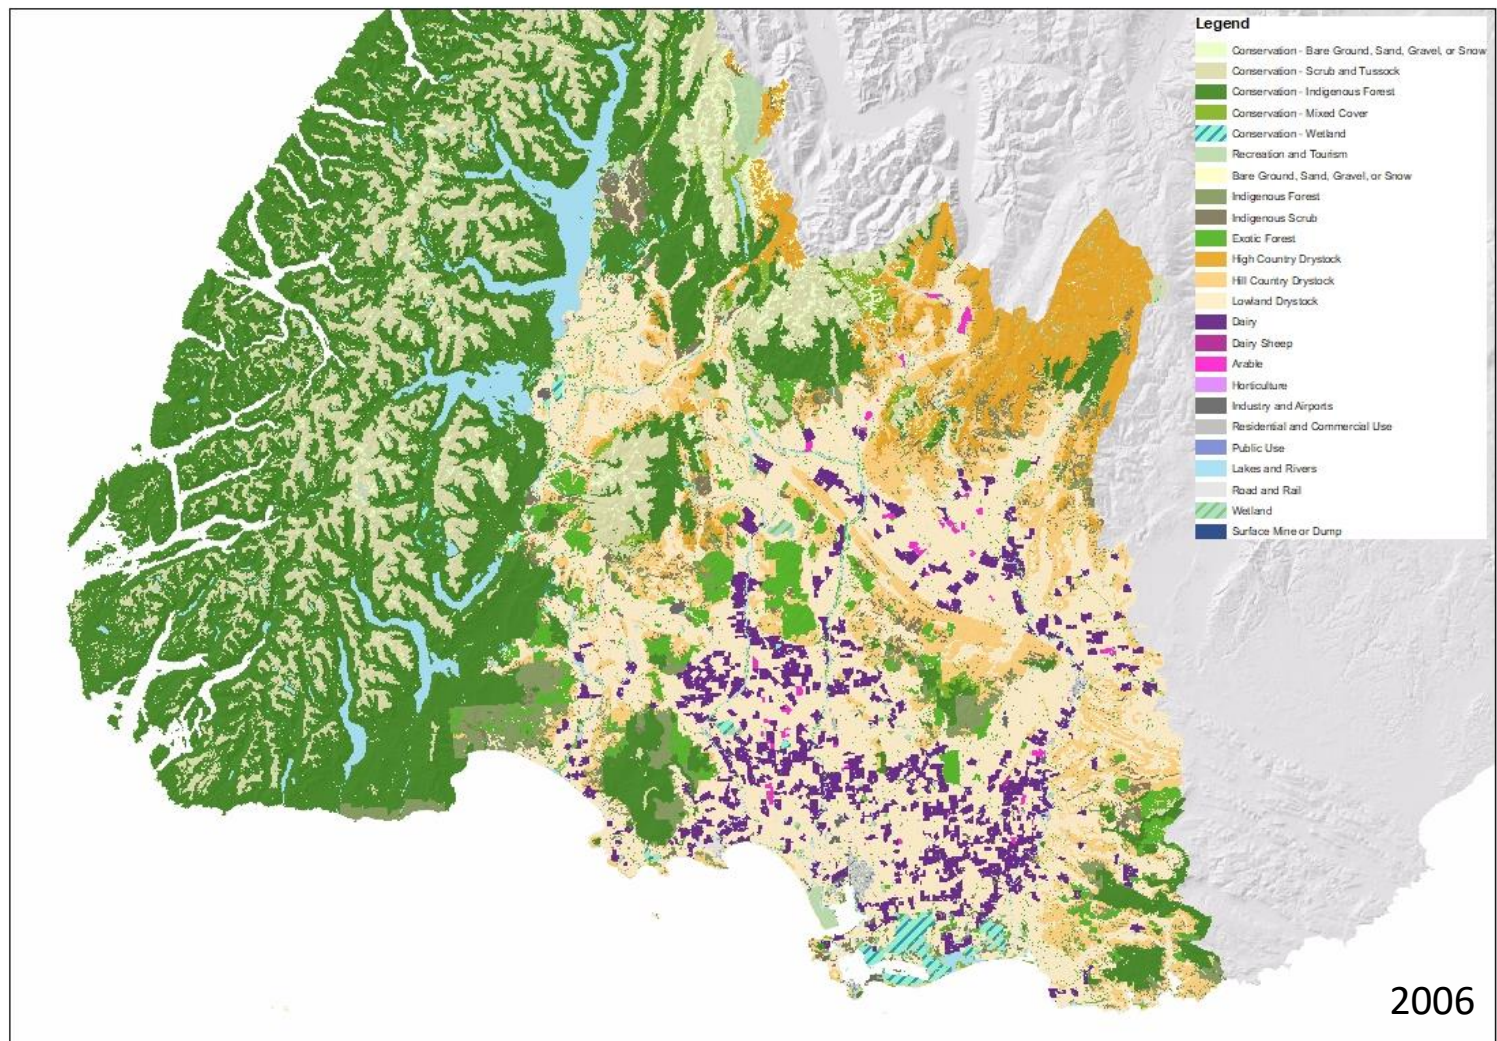 Legend
Conservation - Bare Ground, Sand, Gravel, or Snow
Conservation - Scrub and Tussock
Conservation - Indigenous Forest
Conservation - Mixed Cover
Conservation - Wetland
Recreation and Tourism
Bare Ground, Sand, Gravel, or Snow
Indigenous Forest
Indigenous Scrub
Exotic Forest
High Country Drystock
Hill Country Drystock
Lowland Drystock
Dairy
Dairy Sheep
Arable
Horticulture
Industry and Airports
Residential and Commercial Use
Public Use
Lakes and Rivers
Road and Rail
Wetland
Surface Mine or Dump
2006